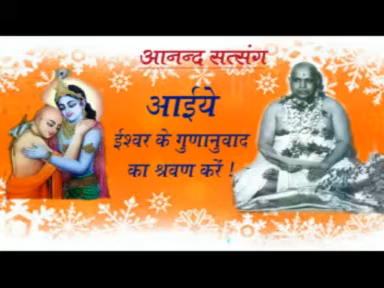 आनन्द सत्संग
आईये
ईश्वर के गुणानुवाद
का श्रवण करें !